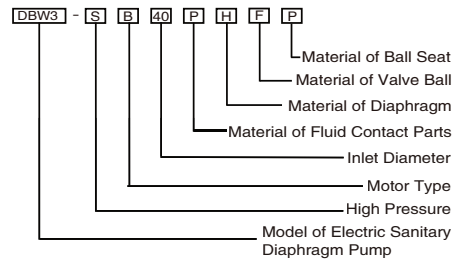 DBW3 - S B 40 P H F P
Material of Ball Seat
Material of Valve Ball
Material of Diaphragm
Material of Fluid Contact Parts
Inlet Diameter
Motor Type
High Pressure
Model of Electric Sanitary
Diaphragm Pump